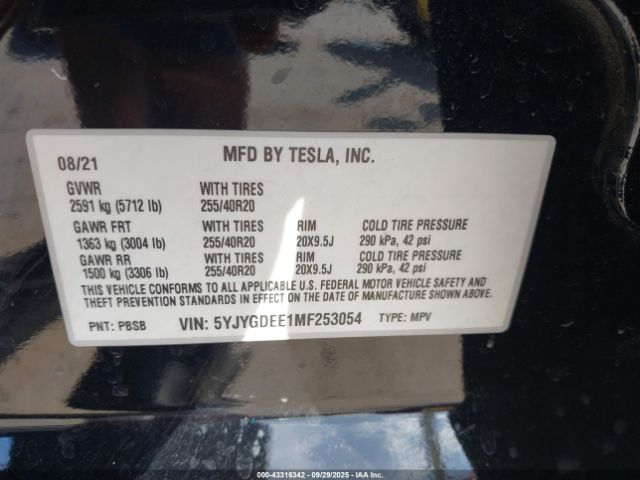 08/21 MFD BY TESLA, INC.
GVWR WITH TIRES
2591 kg (5712 lb) 255/40R20
GAWR FRT WITH TIRES RIM COLD TIRE PRESSURE
1363 kg (3004 lb) 255/40R20 20X9.5J 290 kPa, 42 psi
GAWR RR WITH TIRES RIM COLD TIRE PRESSURE
1500 kg (3306 lb) 255/40R20 20X9.5J 290 kPa, 42 psi
THIS VEHICLE CONFORMS TO ALL APPLICABLE U.S. FEDERAL MOTOR VEHICLE SAFETY AND
THEFT PREVENTION STANDARDS IN EFFECT ON THE DATE OF MANUFACTURE SHOWN ABOVE.
PNT: PBSB VIN: 5YJYGDEE1MF253054 TYPE: MPV
000-43316342 - 09/29/2025 - IAA Inc.